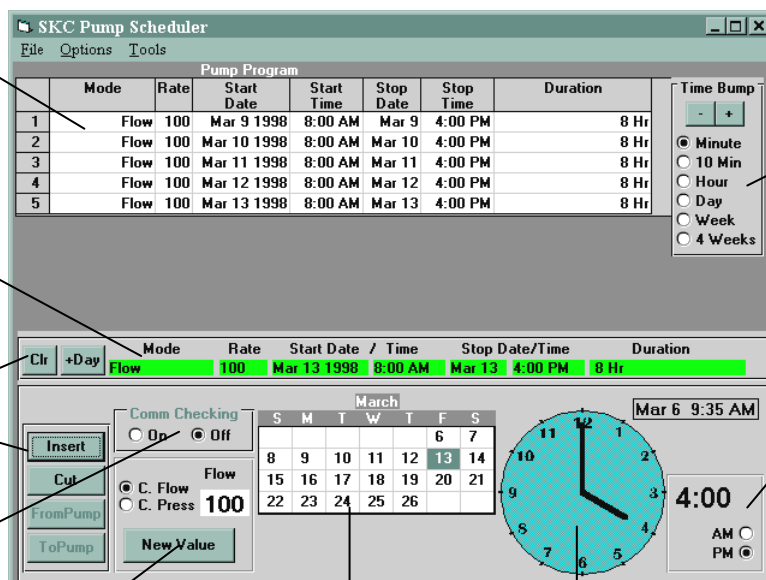 SKC Pump Scheduler
File Options Tools
Pump Program
Mode Rate Start Date Start Time Stop Date Stop Time Duration
1 Flow 100 Mar 9 1998 8:00 AM Mar 9 4:00 PM 8 Hr
2 Flow 100 Mar 10 1998 8:00 AM Mar 10 4:00 PM 8 Hr
3 Flow 100 Mar 11 1998 8:00 AM Mar 11 4:00 PM 8 Hr
4 Flow 100 Mar 12 1998 8:00 AM Mar 12 4:00 PM 8 Hr
5 Flow 100 Mar 13 1998 8:00 AM Mar 13 4:00 PM 8 Hr
Time Bump
- +
Minute
10 Min
Hour
Day
Week
4 Weeks
Clr +Day
Mode Rate Start Date / Time Stop Date/Time Duration
Flow 100 Mar 13 1998 8:00 AM Mar 13 4:00 PM 8 Hr
Insert
Cut
FromPump
ToPump
Comm Checking
On Off
C. Flow
C. Press
Flow
100
New Value
March
S M T W T F S
6 7
8 9 10 11 12 13 14
15 16 17 18 19 20 21
22 23 24 25 26
12 1 2 3 4 5 6 7 8 9 10 11
Mar 6 9:35 AM
4:00
AM
PM